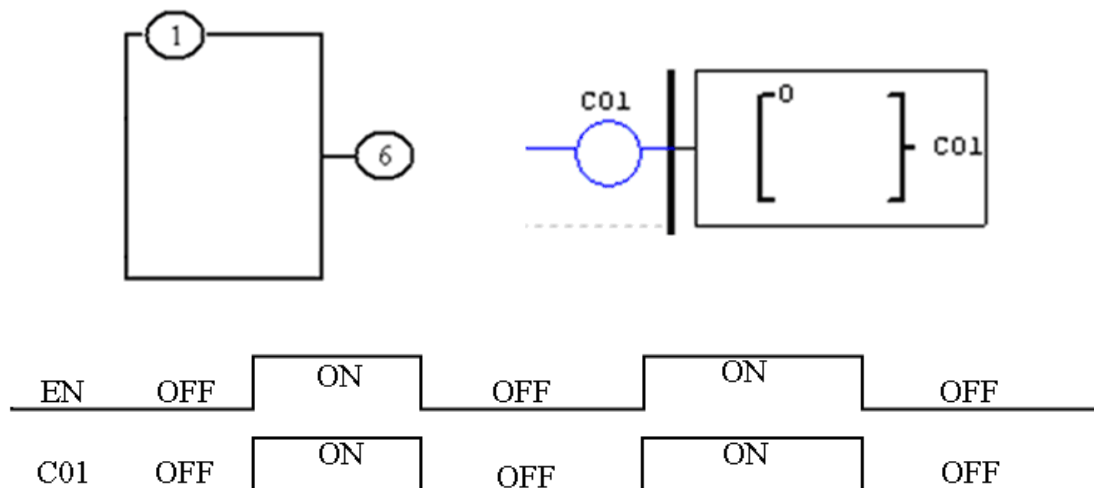 1
6
C01
0
C01
EN OFF ON OFF ON OFF
C01 OFF ON OFF ON OFF